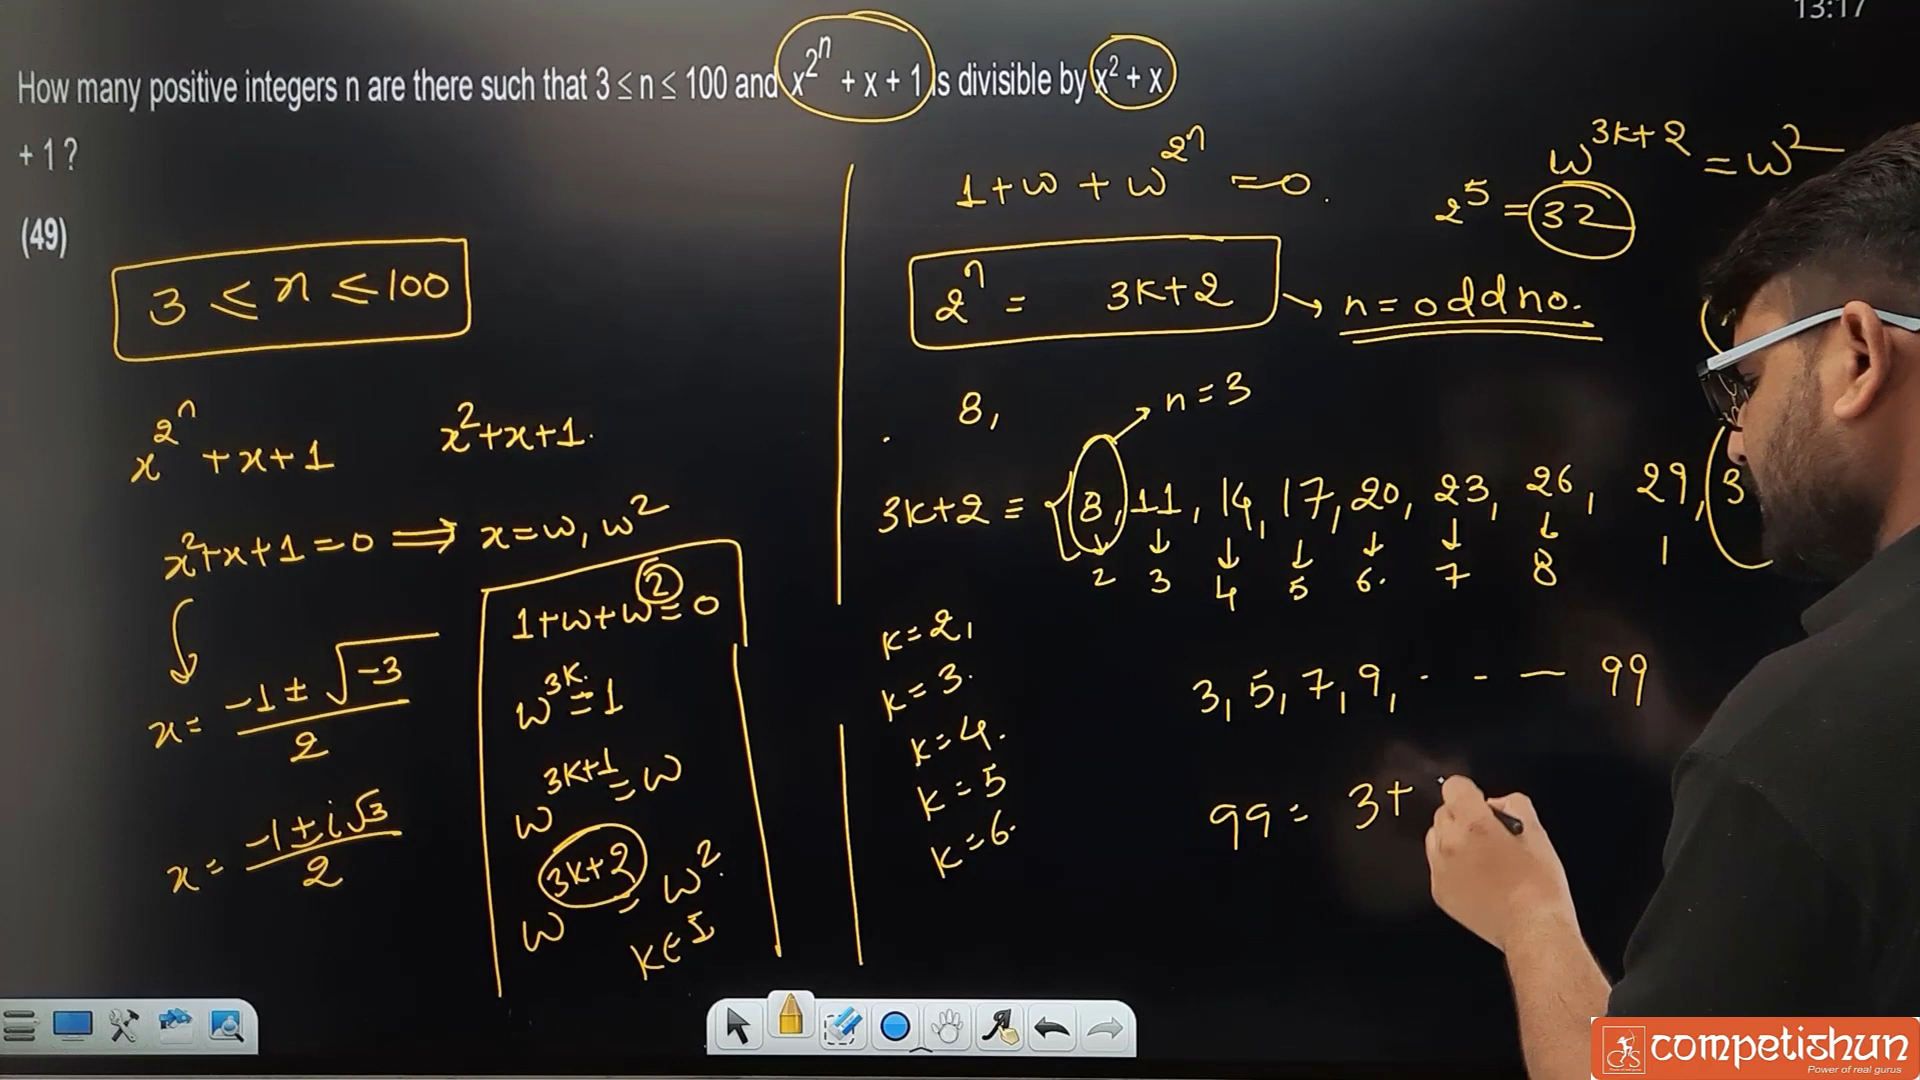 13:17
How many positive integers n are there such that 3 ≤ n ≤ 100 and x^2^n + x + 1 is divisible by x² + x
+ 1 ?
(49)
3 ≤ n ≤ 100
x^2^n + x + 1
x² + x + 1.
x² + x + 1 = 0 ⟹ x = ω, ω²
x = (-1 ± √-3)/2
x = (-1 ± i√3)/2
1 + ω + ω² = 0
ω^3k = 1
ω^3k+1 = ω
ω^3k+2 = ω².
k ∈ I
1 + ω + ω^2^n = 0.
ω^3k+2 = ω²
2⁵ = 32
2^n = 3k+2 → n = odd no.
8,
→ n = 3
3k+2 ≡ { 8, 11, 14, 17, 20, 23, 26, 29, 3
2 3 4 5 6. 7 8
k = 2,
k = 3.
k = 4.
k = 5
k = 6.
3, 5, 7, 9, . - — 99
99 = 3 +
competishun
Power of real gurus